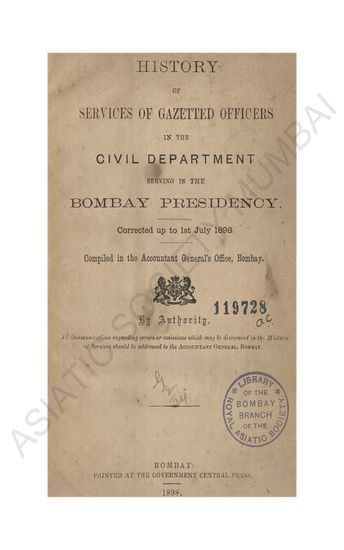 HISTORY
OF
SERVICES OF GAZETTED OFFICERS
IN THE
CIVIL DEPARTMENT
SERVING IN THE
BOMBAY PRESIDENCY.
Corrected up to 1st July 1898.
Compiled in the Accountant General's Office, Bombay.
119728
By Authority.
All Communications regarding errors or omissions which may be discovered in the History
of Services should be addressed to the ACCOUNTANT GENERAL, BOMBAY.
LIBRARY
OF THE
BOMBAY
BRANCH
OF THE
ROYAL ASIATIC SOCIETY.
BOMBAY:
PRINTED AT THE GOVERNMENT CENTRAL PRESS.
1898.
ASIATIC SOCIETY MUMBAI